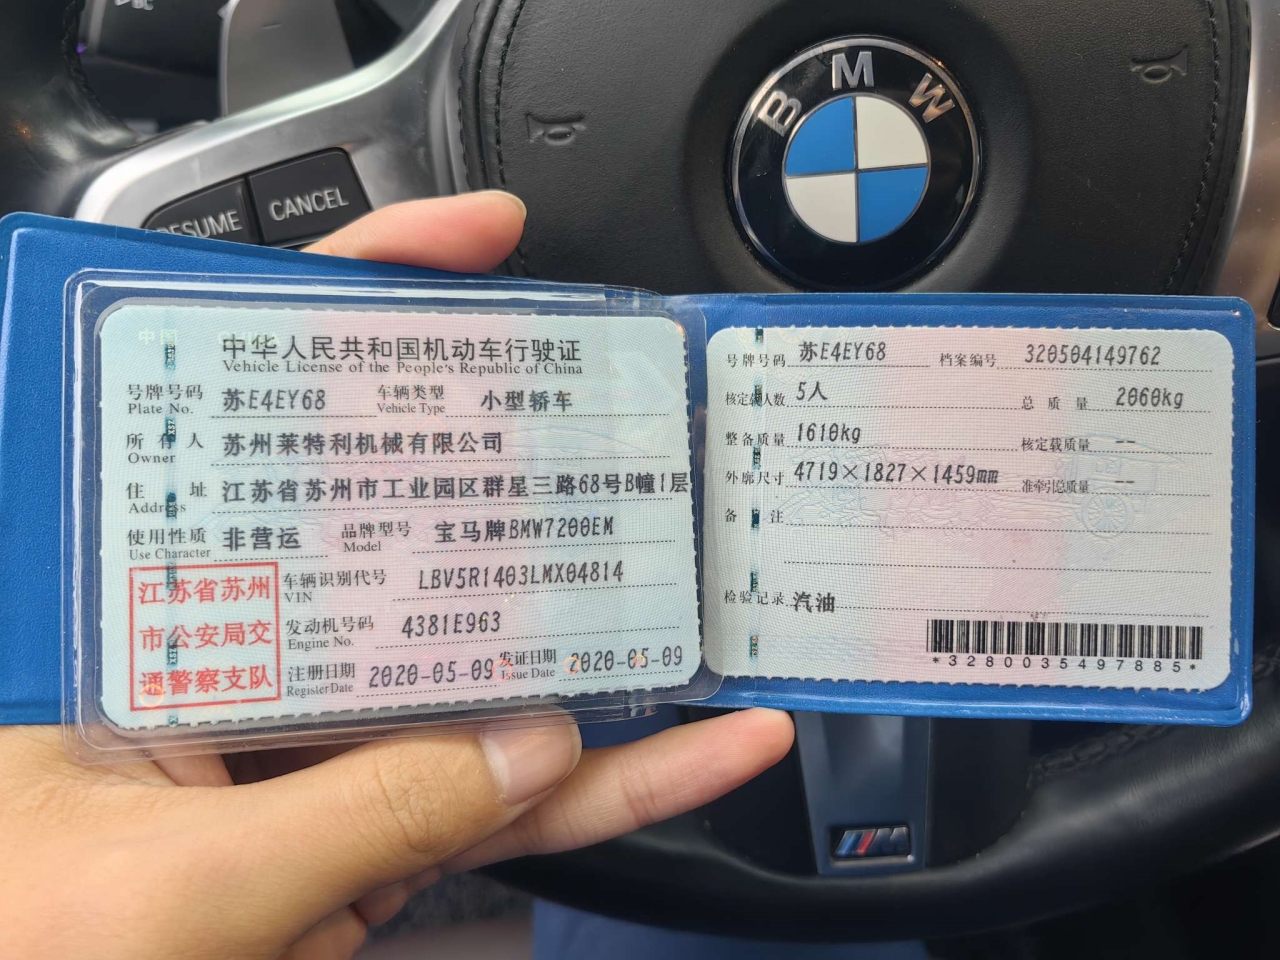 BMW
RESUME
CANCEL
中华人民共和国机动车行驶证
Vehicle License of the People's Republic of China
号牌号码 苏E4EY68 车辆类型 小型轿车
Plate No. Vehicle Type
所有人 苏州莱特利机械有限公司
Owner
住址 江苏省苏州市工业园区群星三路68号B幢1层
Address
使用性质 非营运 品牌型号 宝马牌BMW7200EM
Use Character Model
江苏省苏州
市公安局交
通警察支队
车辆识别代号 LBV5R1403LMX04814
VIN
发动机号码 4381E963
Engine No.
注册日期 2020-05-09 发证日期 2020-05-09
Register Date Issue Date
号牌号码 苏E4EY68 档案编号 320504149762
核定载人数 5人 总质量 2060kg
整备质量 1610kg 核定载质量 --
外廓尺寸 4719×1827×1459mm 准牵引总质量 --
备注
检验记录 汽油
*3280035497885*
M